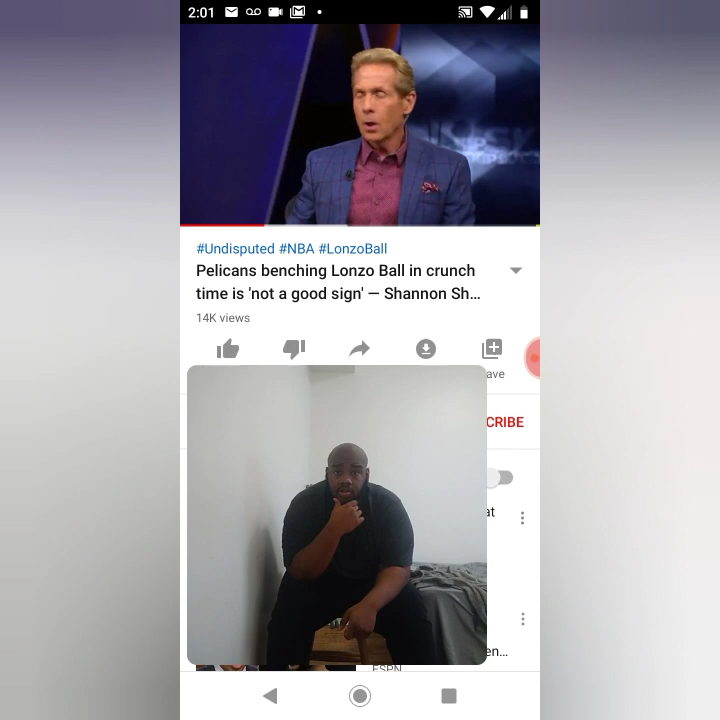 2:01
#Undisputed #NBA #LonzoBall
Pelicans benching Lonzo Ball in crunch
time is 'not a good sign' — Shannon Sh...
14K views
ave
CRIBE
at
en...
ESPN